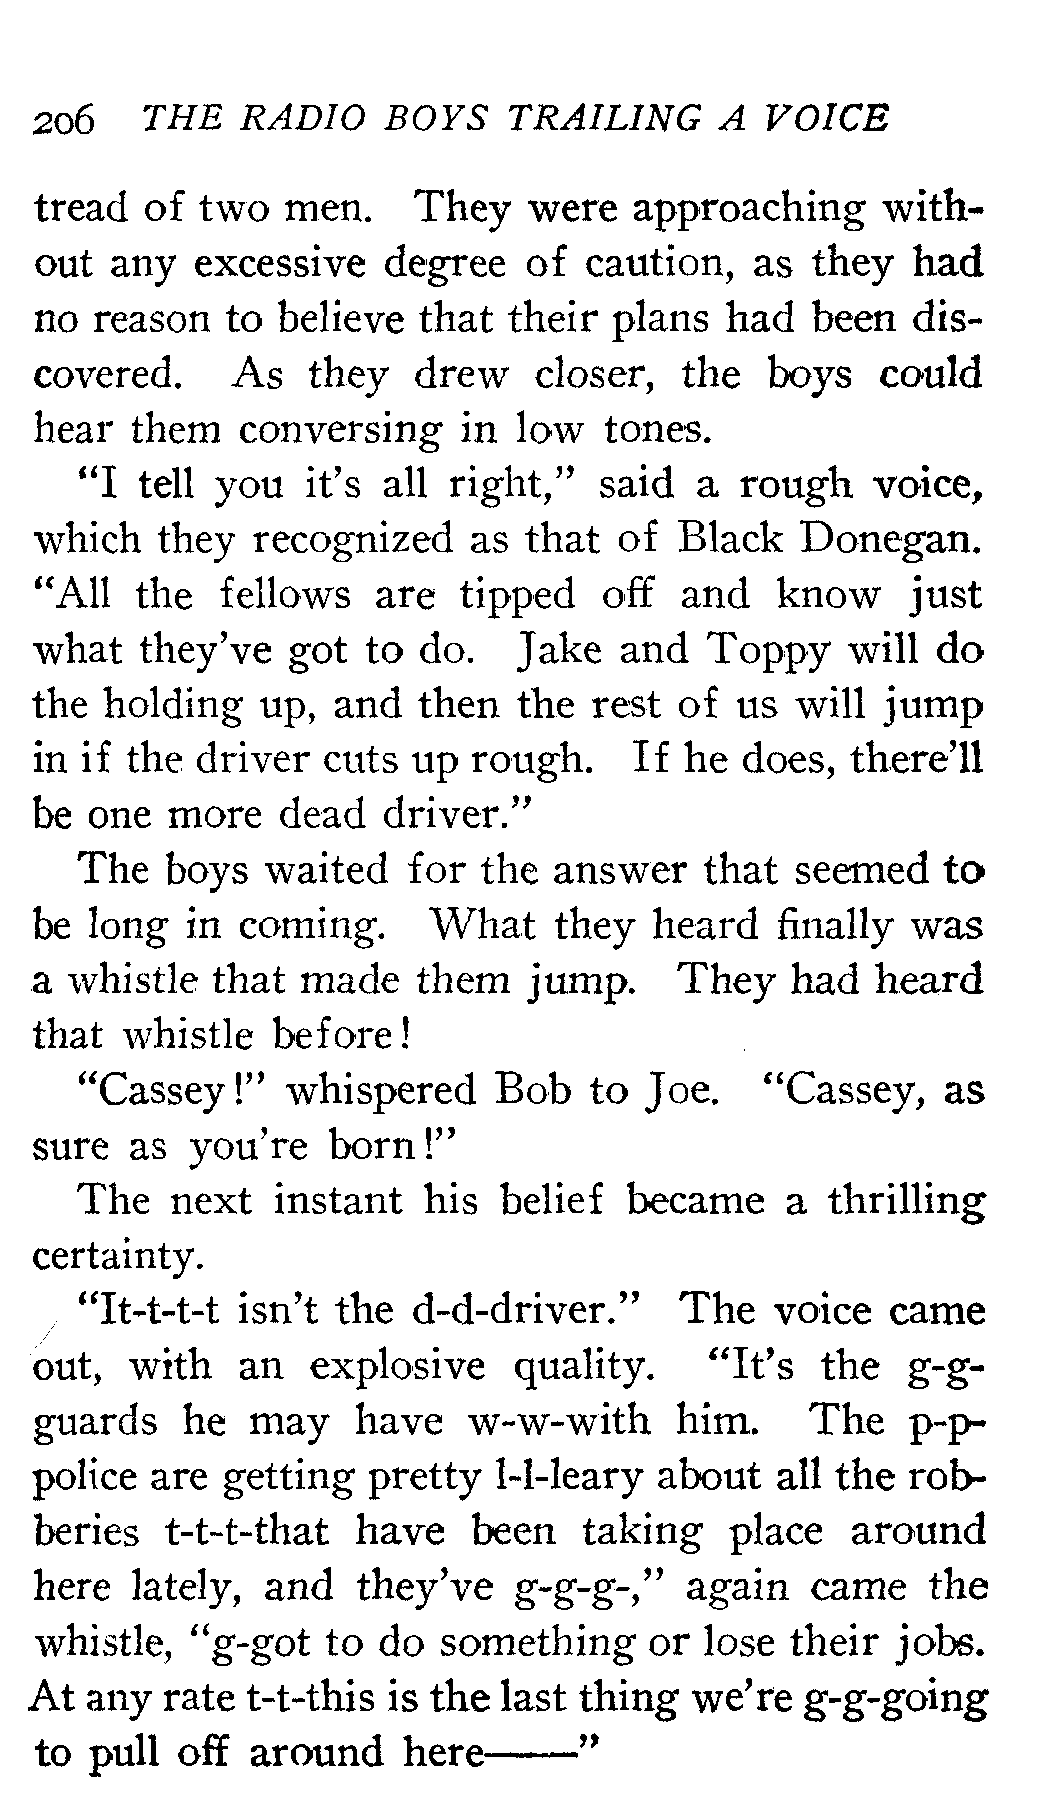 206 THE RADIO BOYS TRAILING A VOICE
tread of two men. They were approaching with-
out any excessive degree of caution, as they had
no reason to believe that their plans had been dis-
covered. As they drew closer, the boys could
hear them conversing in low tones.
“I tell you it’s all right,” said a rough voice,
which they recognized as that of Black Donegan.
“All the fellows are tipped off and know just
what they’ve got to do. Jake and Toppy will do
the holding up, and then the rest of us will jump
in if the driver cuts up rough. If he does, there’ll
be one more dead driver.”
The boys waited for the answer that seemed to
be long in coming. What they heard finally was
a whistle that made them jump. They had heard
that whistle before!
“Cassey!” whispered Bob to Joe. “Cassey, as
sure as you’re born!”
The next instant his belief became a thrilling
certainty.
“It-t-t-t isn’t the d-d-driver.” The voice came
out, with an explosive quality. “It’s the g-g-
guards he may have w-w-with him. The p-p-
police are getting pretty l-l-leary about all the rob-
beries t-t-t-that have been taking place around
here lately, and they’ve g-g-g-,” again came the
whistle, “g-got to do something or lose their jobs.
At any rate t-t-this is the last thing we’re g-g-going
to pull off around here——”